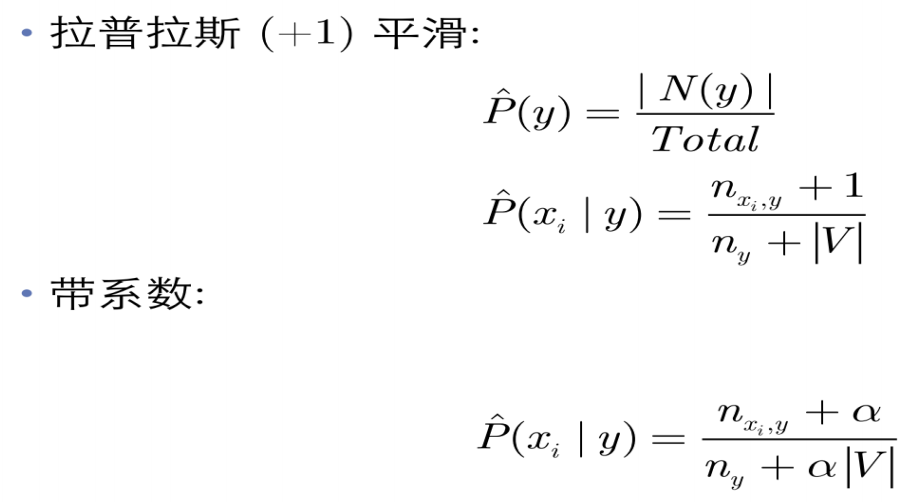 • 拉普拉斯 (+1) 平滑:
P̂(y) = | N(y) | / Total
P̂(xᵢ | y) = (n_{xᵢ,y} + 1) / (n_y + |V|)
• 带系数:
P̂(xᵢ | y) = (n_{xᵢ,y} + α) / (n_y + α|V|)